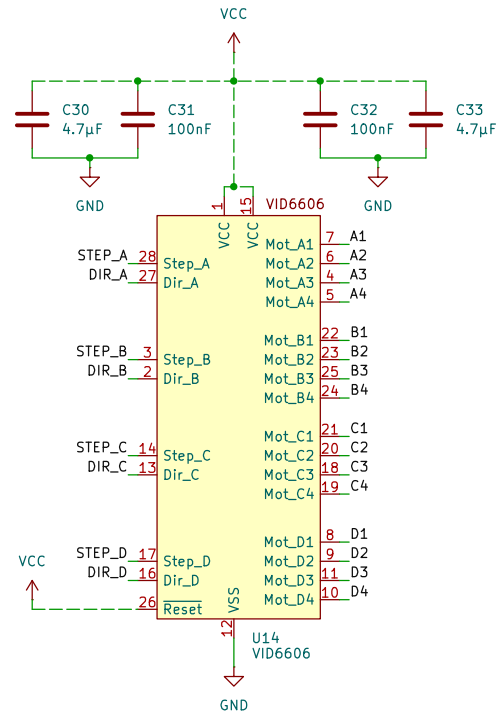 VCC
C30
4.7µF
C31
100nF
C32
100nF
C33
4.7µF
GND
GND
1
15
VID6606
VCC
VCC
STEP_A 28 Step_A
DIR_A 27 Dir_A
STEP_B 3 Step_B
DIR_B 2 Dir_B
STEP_C 14 Step_C
DIR_C 13 Dir_C
STEP_D 17 Step_D
DIR_D 16 Dir_D
VCC
26 Reset
Mot_A1 7 A1
Mot_A2 6 A2
Mot_A3 4 A3
Mot_A4 5 A4
Mot_B1 22 B1
Mot_B2 23 B2
Mot_B3 25 B3
Mot_B4 24 B4
Mot_C1 21 C1
Mot_C2 20 C2
Mot_C3 18 C3
Mot_C4 19 C4
Mot_D1 8 D1
Mot_D2 9 D2
Mot_D3 11 D3
Mot_D4 10 D4
VSS
12
U14
VID6606
GND